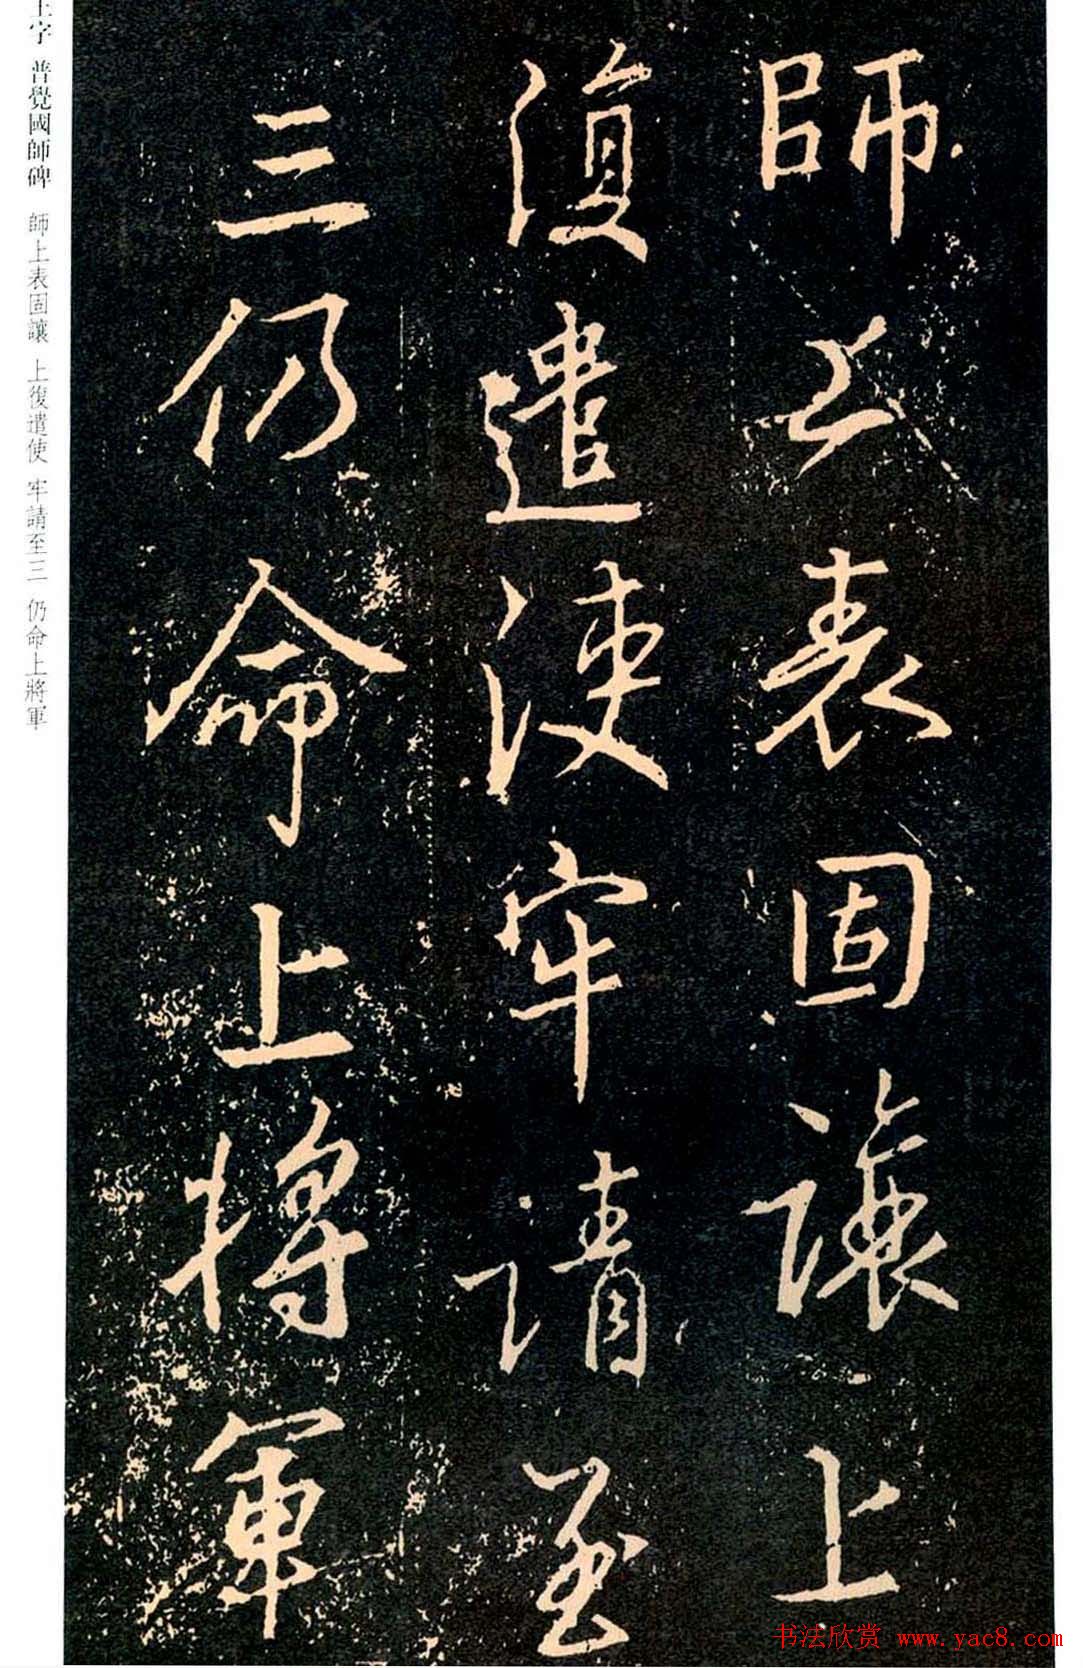 師上表固讓上
復遣使牢請至
三仍命上將軍
王字 普覺國師碑 師上表固讓 上復遣使 牢請至三 仍命上將軍
书法欣赏 www.yac8.com